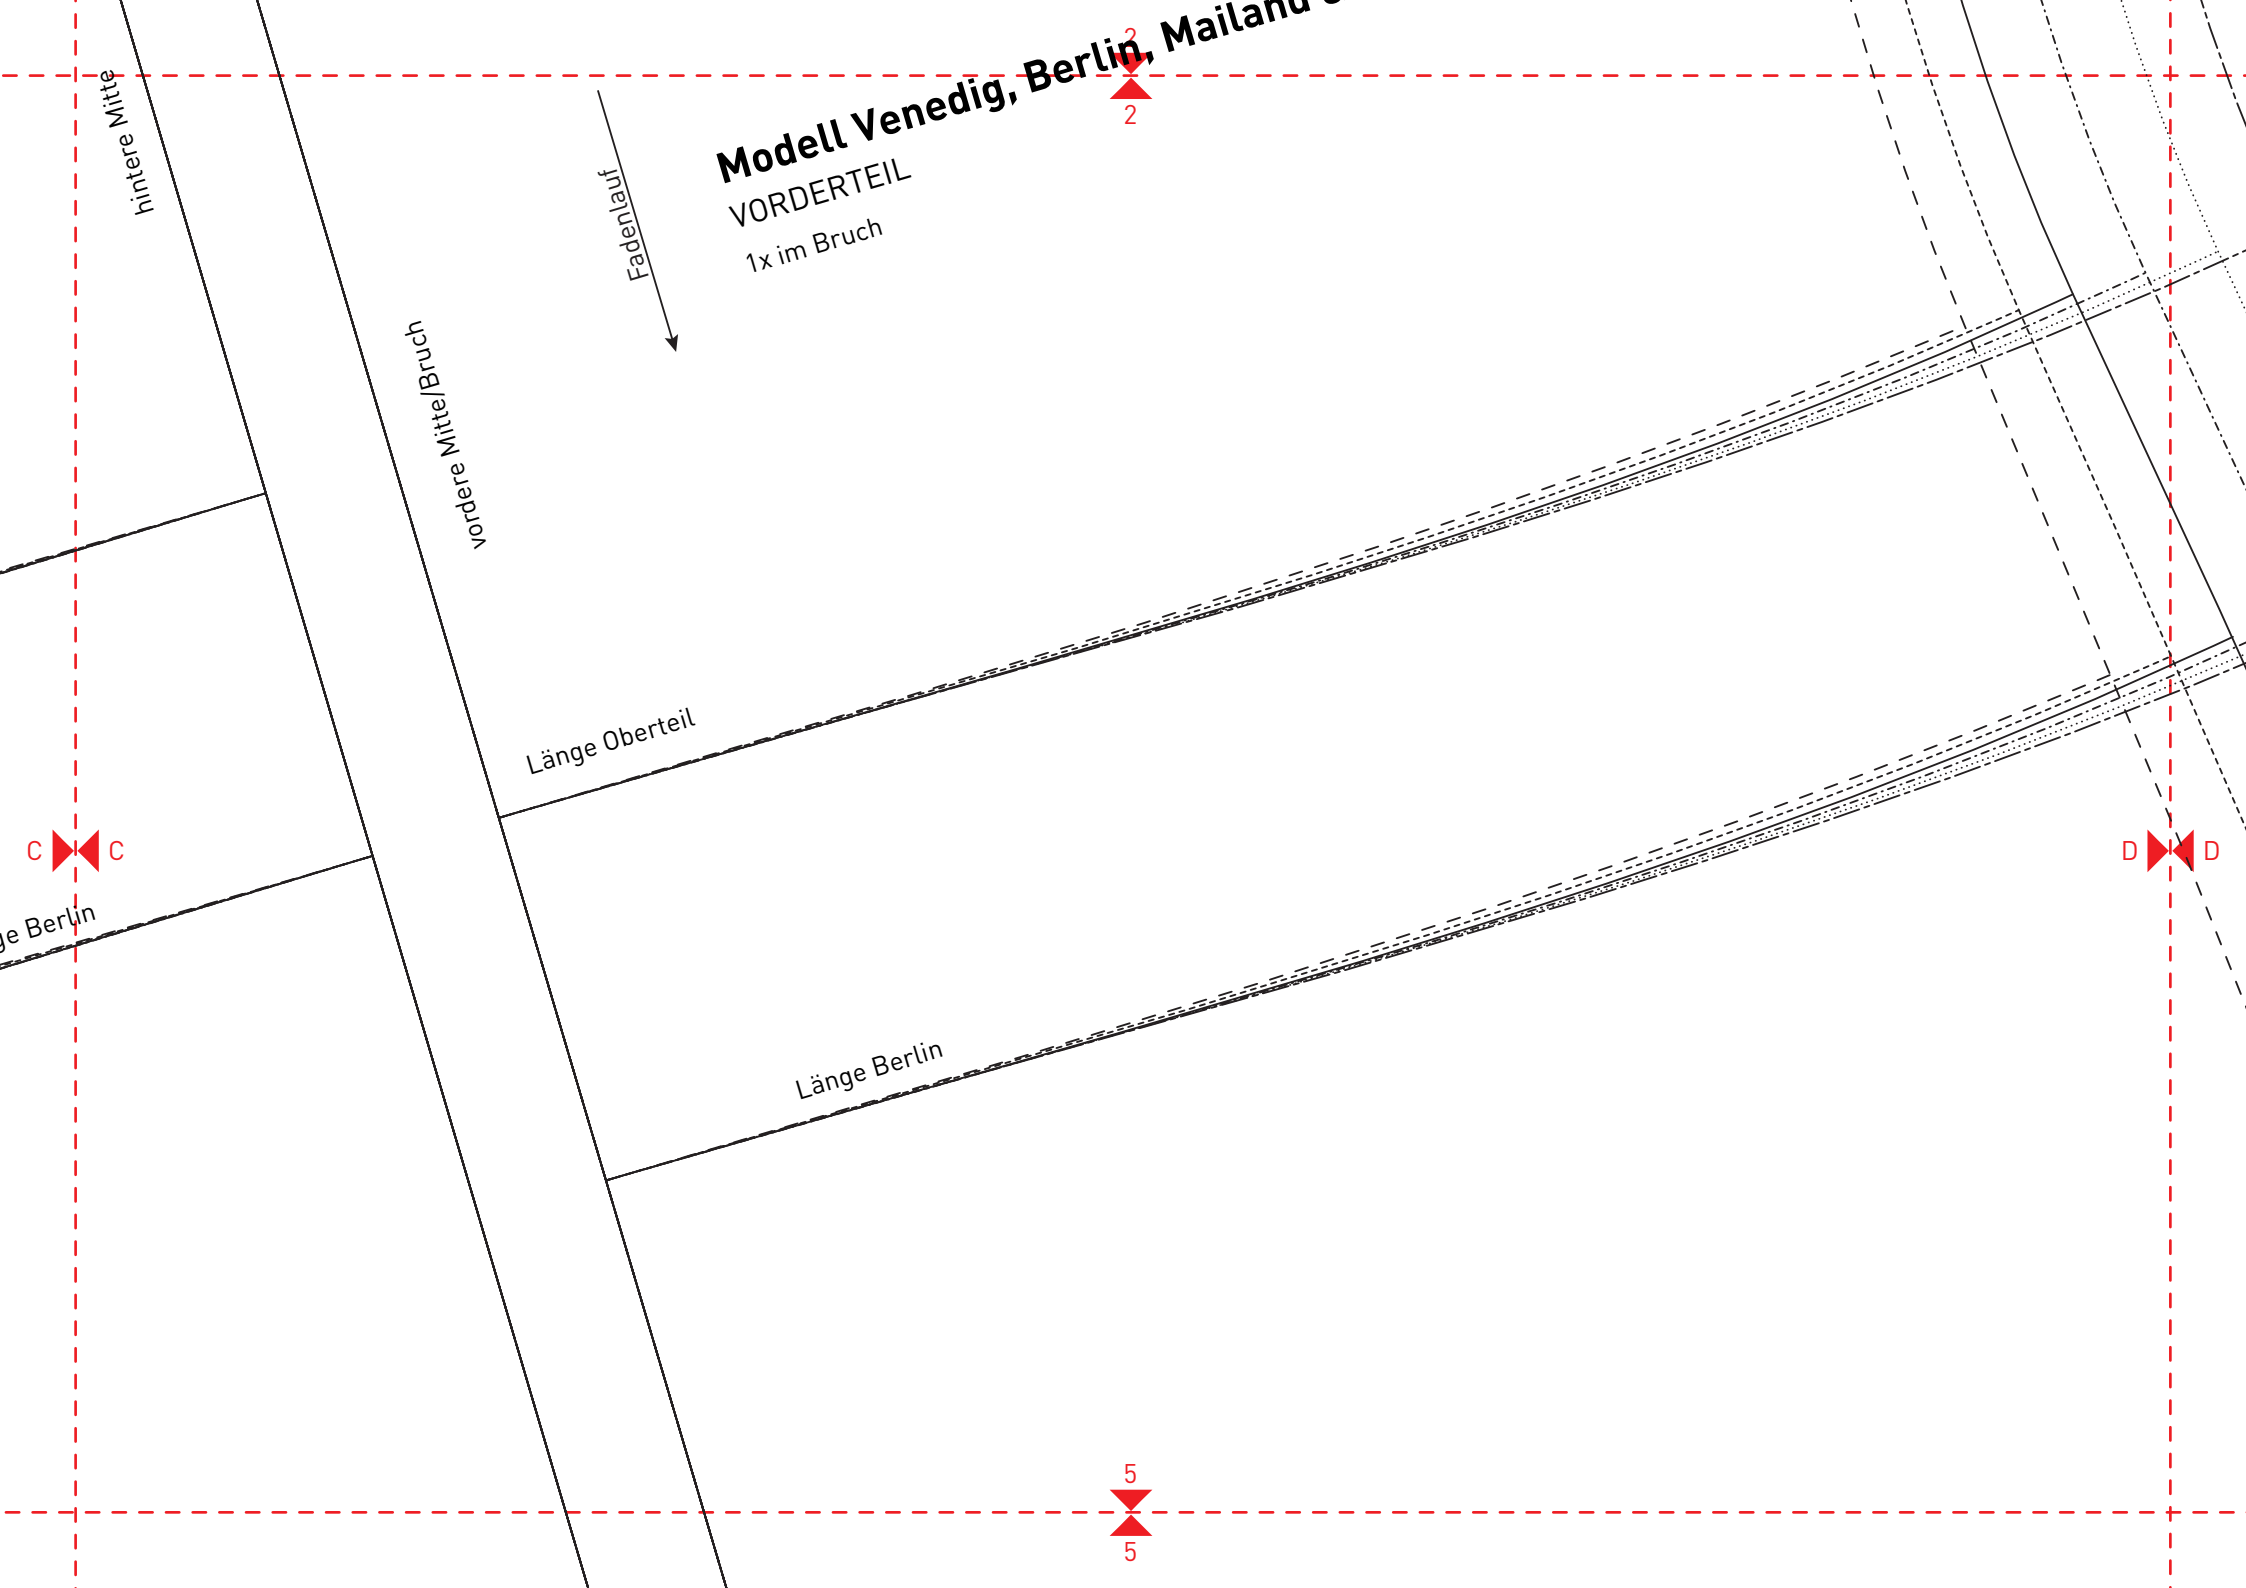 2
2
hintere Mitte
Modell Venedig, Berlin, Mailand
VORDERTEIL
1x im Bruch
Fadenlauf
vordere Mitte/Bruch
Länge Oberteil
C
C
D
D
Berlin
Länge Berlin
5
5